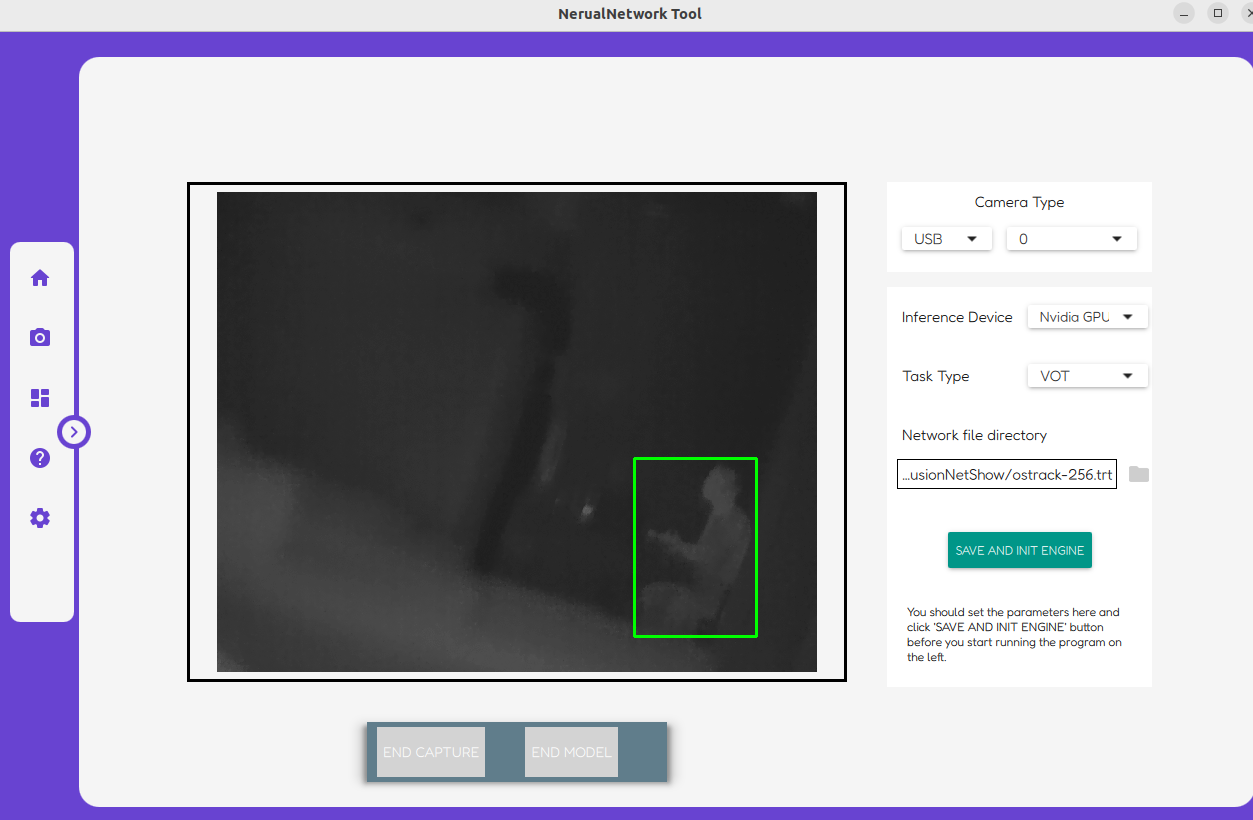 NerualNetwork Tool
Camera Type
USB
0
Inference Device
Nvidia GPU
Task Type
VOT
Network file directory
...usionNetShow/ostrack-256.trt
SAVE AND INIT ENGINE
You should set the parameters here and
click 'SAVE AND INIT ENGINE' button
before you start running the program on
the left.
END CAPTURE
END MODEL